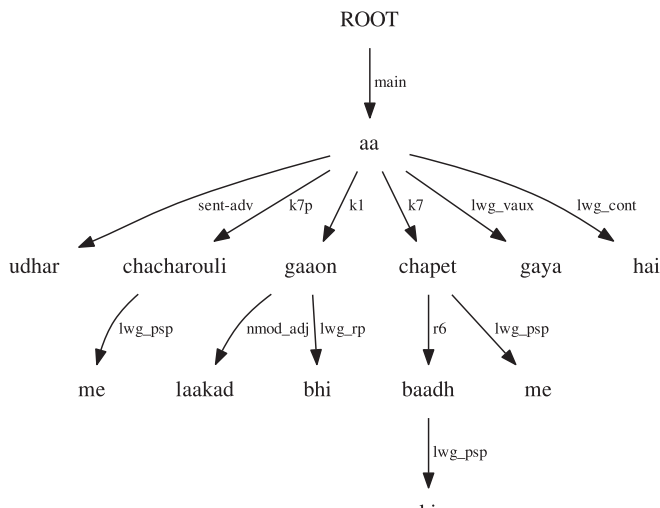 ROOT
main
aa
sent-adv k7p k1 k7 lwg_vaux lwg_cont
udhar chacharouli gaaon chapet gaya hai
lwg_psp nmod_adj lwg_rp r6 lwg_psp
me laakad bhi baadh me
lwg_psp